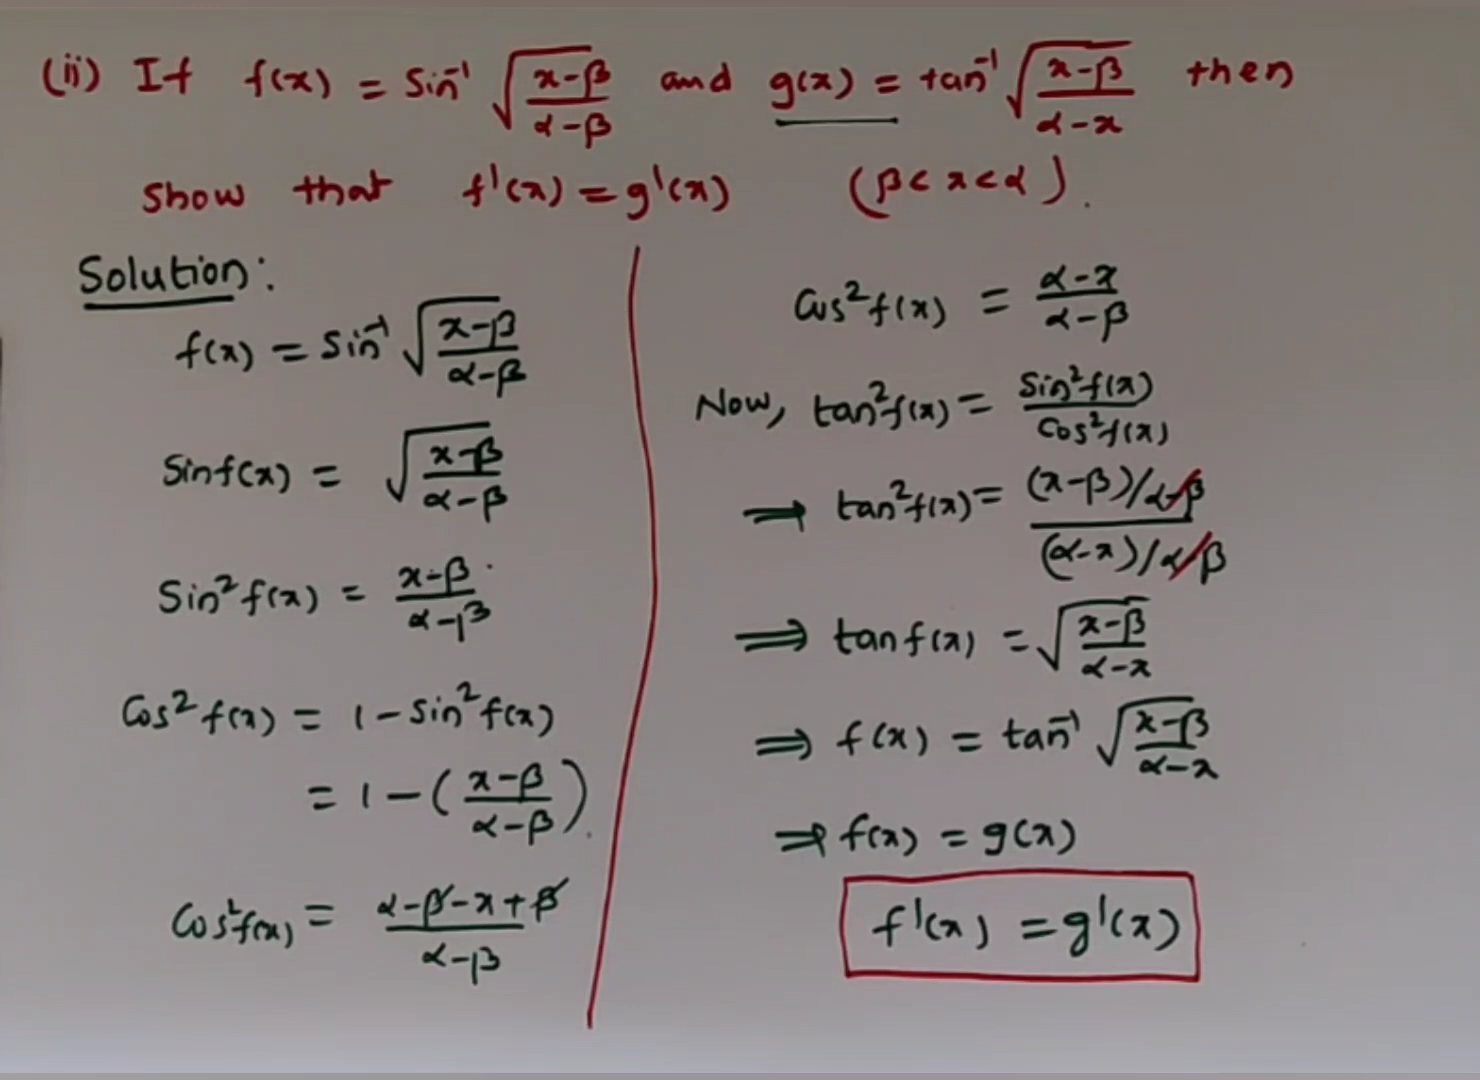 (ii) If f(x) = Sin⁻¹ √((x-β)/(α-β)) and g(x) = tan⁻¹ √((x-β)/(α-x)) then
show that f'(x) = g'(x) (β< x<α).
Solution:
f(x) = Sin⁻¹ √((x-β)/(α-β))
Sinf(x) = √((x-β)/(α-β))
Sin² f(x) = (x-β)/(α-β)
Cos² f(x) = 1 - Sin² f(x)
= 1 - ((x-β)/(α-β))
Cos² f(x) = (α-β-x+β)/(α-β)
Cos² f(x) = (α-x)/(α-β)
Now, tan² f(x) = Sin² f(x)/Cos² f(x)
⇒ tan² f(x) = ((x-β)/α-β)/((α-x)/α-β)
⇒ tan f(x) = √((x-β)/(α-x))
⇒ f(x) = tan⁻¹ √((x-β)/(α-x))
⇒ f(x) = g(x)
f'(x) = g'(x)